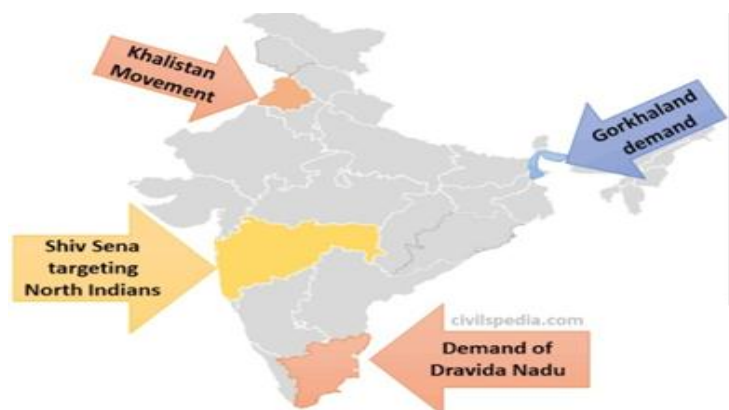 Khalistan
Movement
Gorkhaland
demand
Shiv Sena
targeting
North Indians
civilspedia.com
Demand of
Dravida Nadu